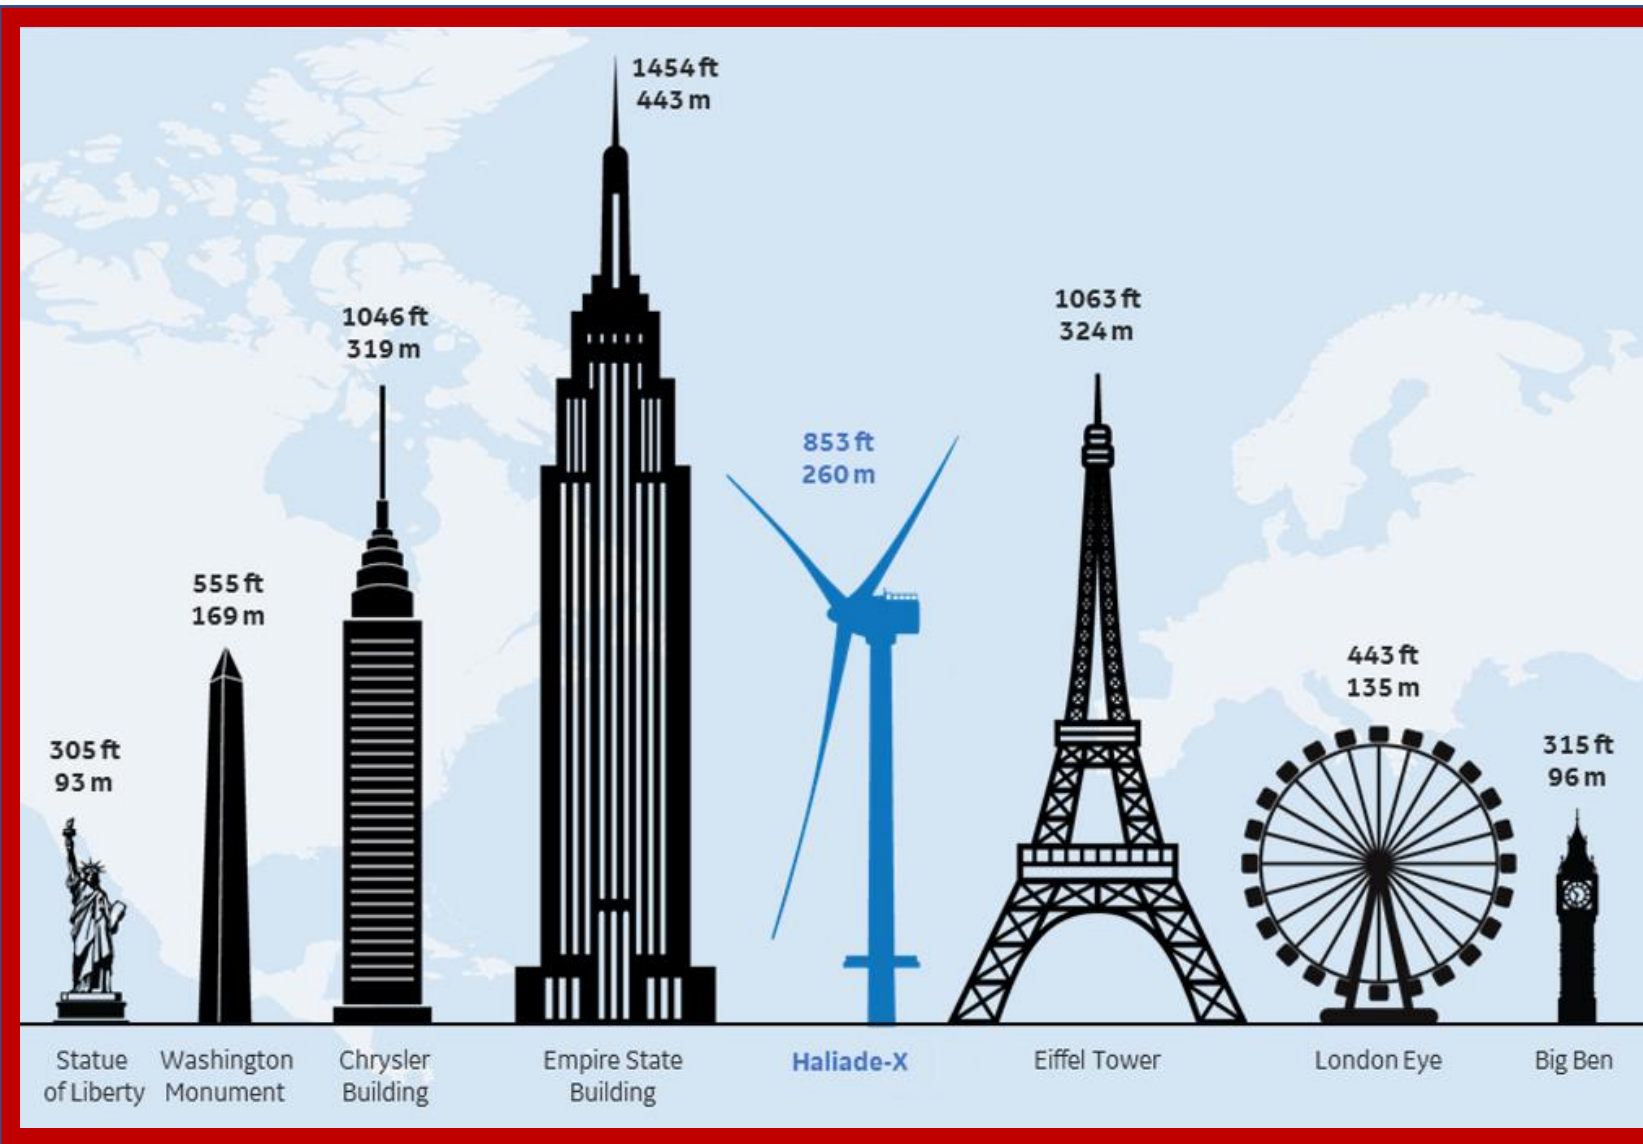 1454 ft
443 m
1063 ft
324 m
1046 ft
319 m
853 ft
260 m
555 ft
169 m
443 ft
135 m
305 ft
93 m
315 ft
96 m
Statue
of Liberty
Washington
Monument
Chrysler
Building
Empire State
Building
Haliade-X
Eiffel Tower
London Eye
Big Ben